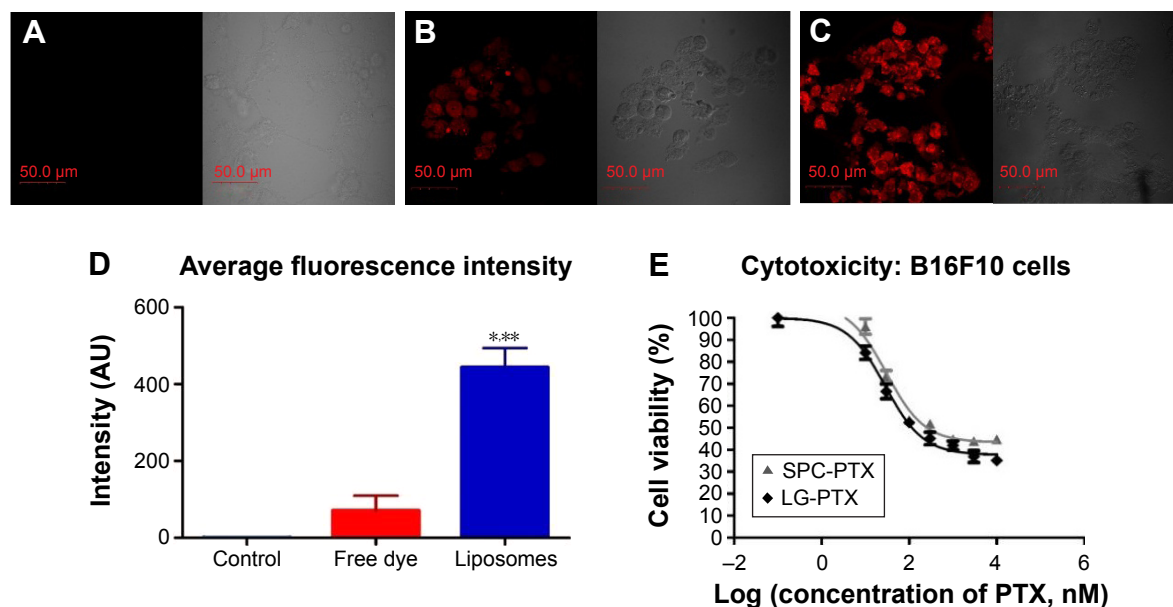 A
50.0 µm
50.0 µm
B
50.0 µm
50.0 µm
C
50.0 µm
50.0 µm
D
Average fluorescence intensity
Intensity (AU)
600
400
200
0
*,**
Control
Free dye
Liposomes
E
Cytotoxicity: B16F10 cells
Cell viability (%)
100
90
80
70
60
50
40
30
20
10
0
SPC-PTX
LG-PTX
–2
0
2
4
6
Log (concentration of PTX, nM)